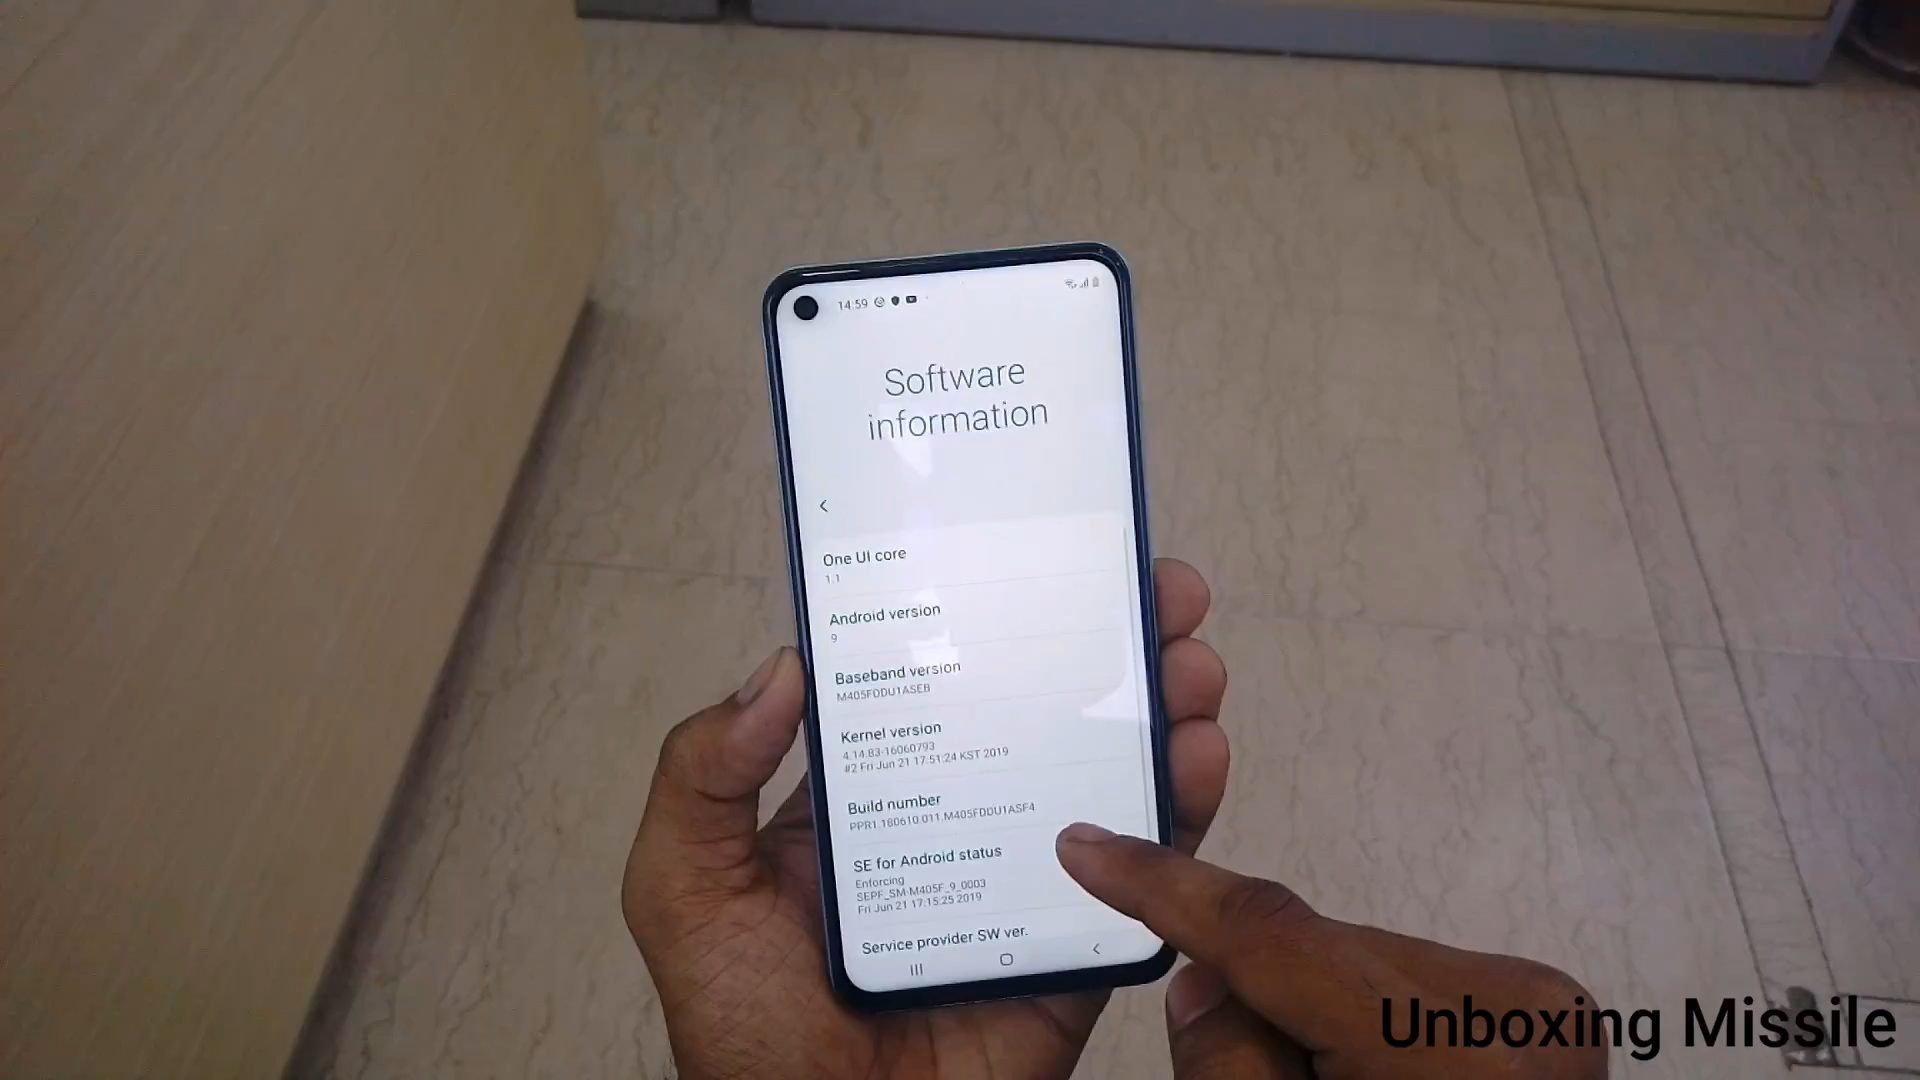 14:59
Software
information
One UI core
1.1
Android version
9
Baseband version
M405FDDU1ASEB
Kernel version
4.14.83-16060793
#2 Fri Jun 21 17:51:24 KST 2019
Build number
PPR1.180610.011.M405FDDU1ASF4
SE for Android status
Enforcing
SEPF_SM-M405F_9_0003
Fri Jun 21 17:15:25 2019
Service provider SW ver.
Unboxing Missile